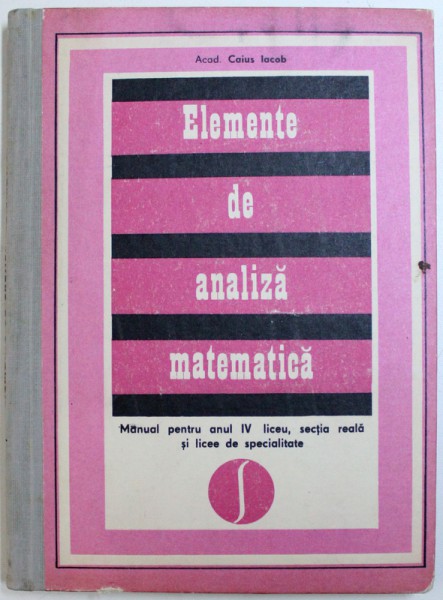 Acad. Caius Iacob
Elemente
de
analiză
matematică
Manual pentru anul IV liceu, secția reală
și licee de specialitate
∫